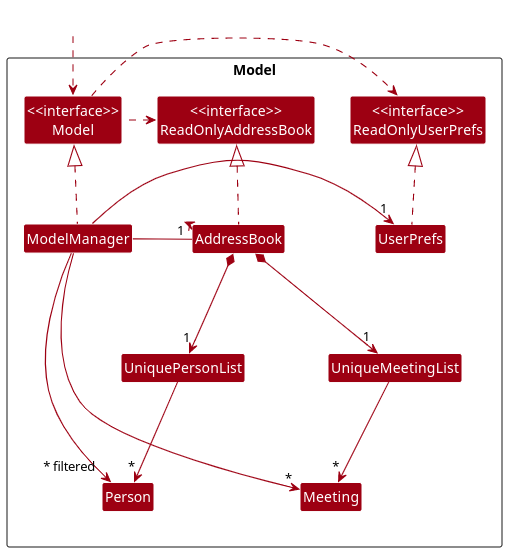 Model
<<interface>>
Model
<<interface>>
ReadOnlyAddressBook
<<interface>>
ReadOnlyUserPrefs
1
ModelManager
1
AddressBook
UserPrefs
1
1
UniquePersonList
UniqueMeetingList
* filtered
*
*
*
Person
Meeting